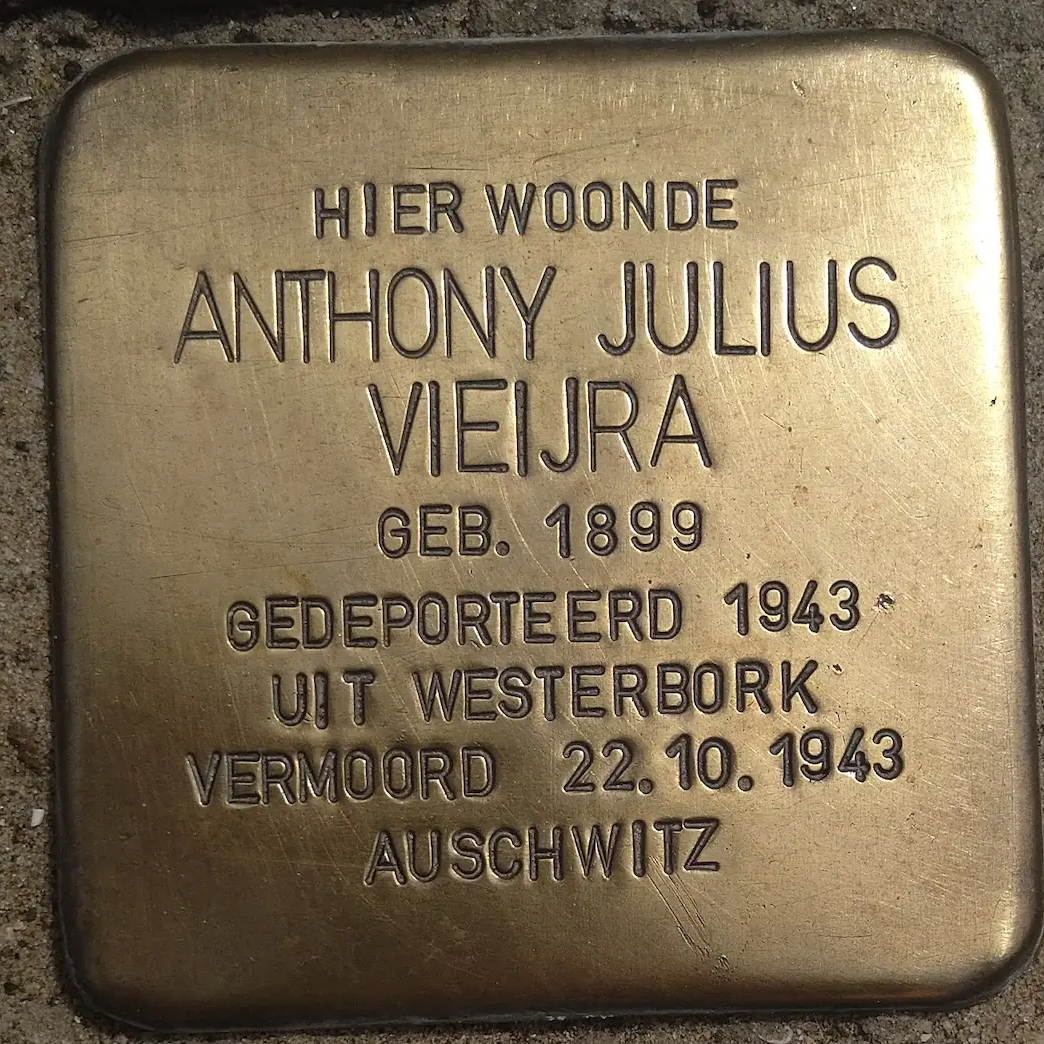 HIER WOONDE
ANTHONY JULIUS
VIEIJRA
GEB. 1899
GEDEPORTEERD 1943
UIT WESTERBORK
VERMOORD 22.10.1943
AUSCHWITZ